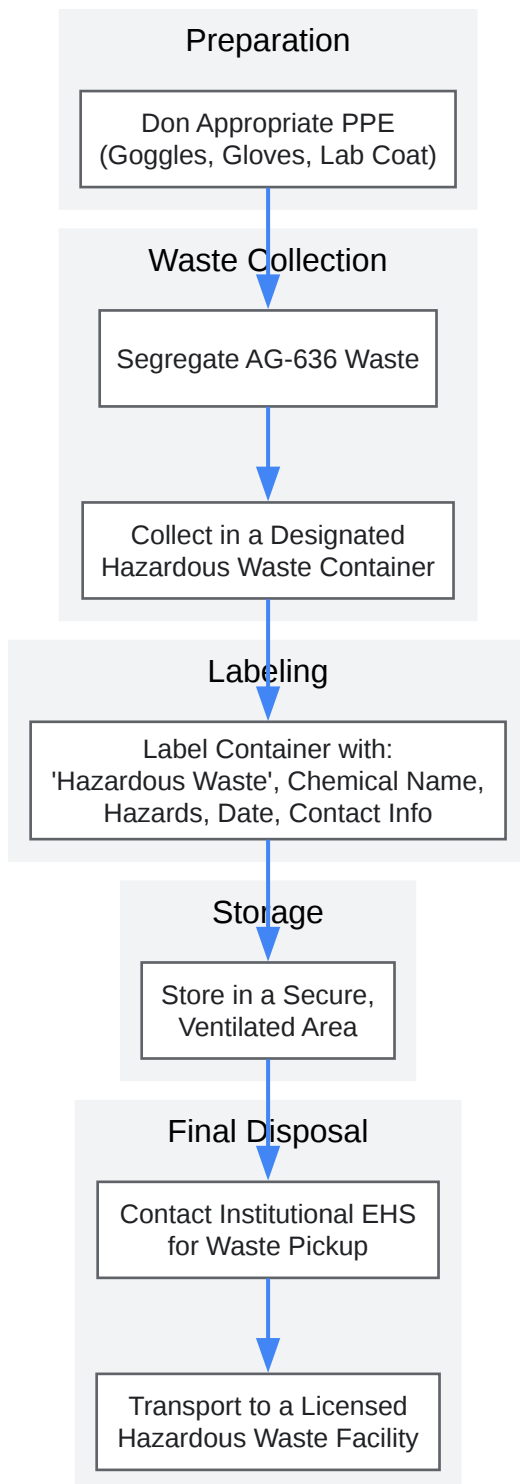 Preparation
Don Appropriate PPE
(Goggles, Gloves, Lab Coat)
Waste Collection
Segregate AG-636 Waste
Collect in a Designated
Hazardous Waste Container
Labeling
Label Container with:
'Hazardous Waste', Chemical Name,
Hazards, Date, Contact Info
Storage
Store in a Secure,
Ventilated Area
Final Disposal
Contact Institutional EHS
for Waste Pickup
Transport to a Licensed
Hazardous Waste Facility